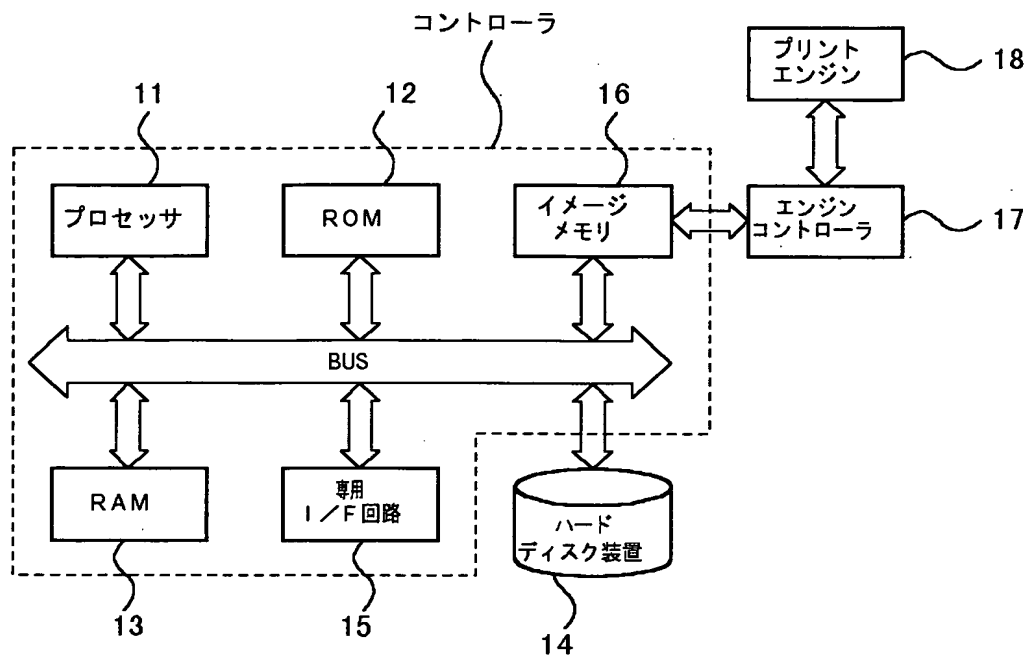 コントローラ
プリント
エンジン
18
11
12
16
プロセッサ
ROM
イメージ
メモリ
エンジン
コントローラ
17
BUS
RAM
専用
I／F回路
ハード
ディスク装置
13
15
14